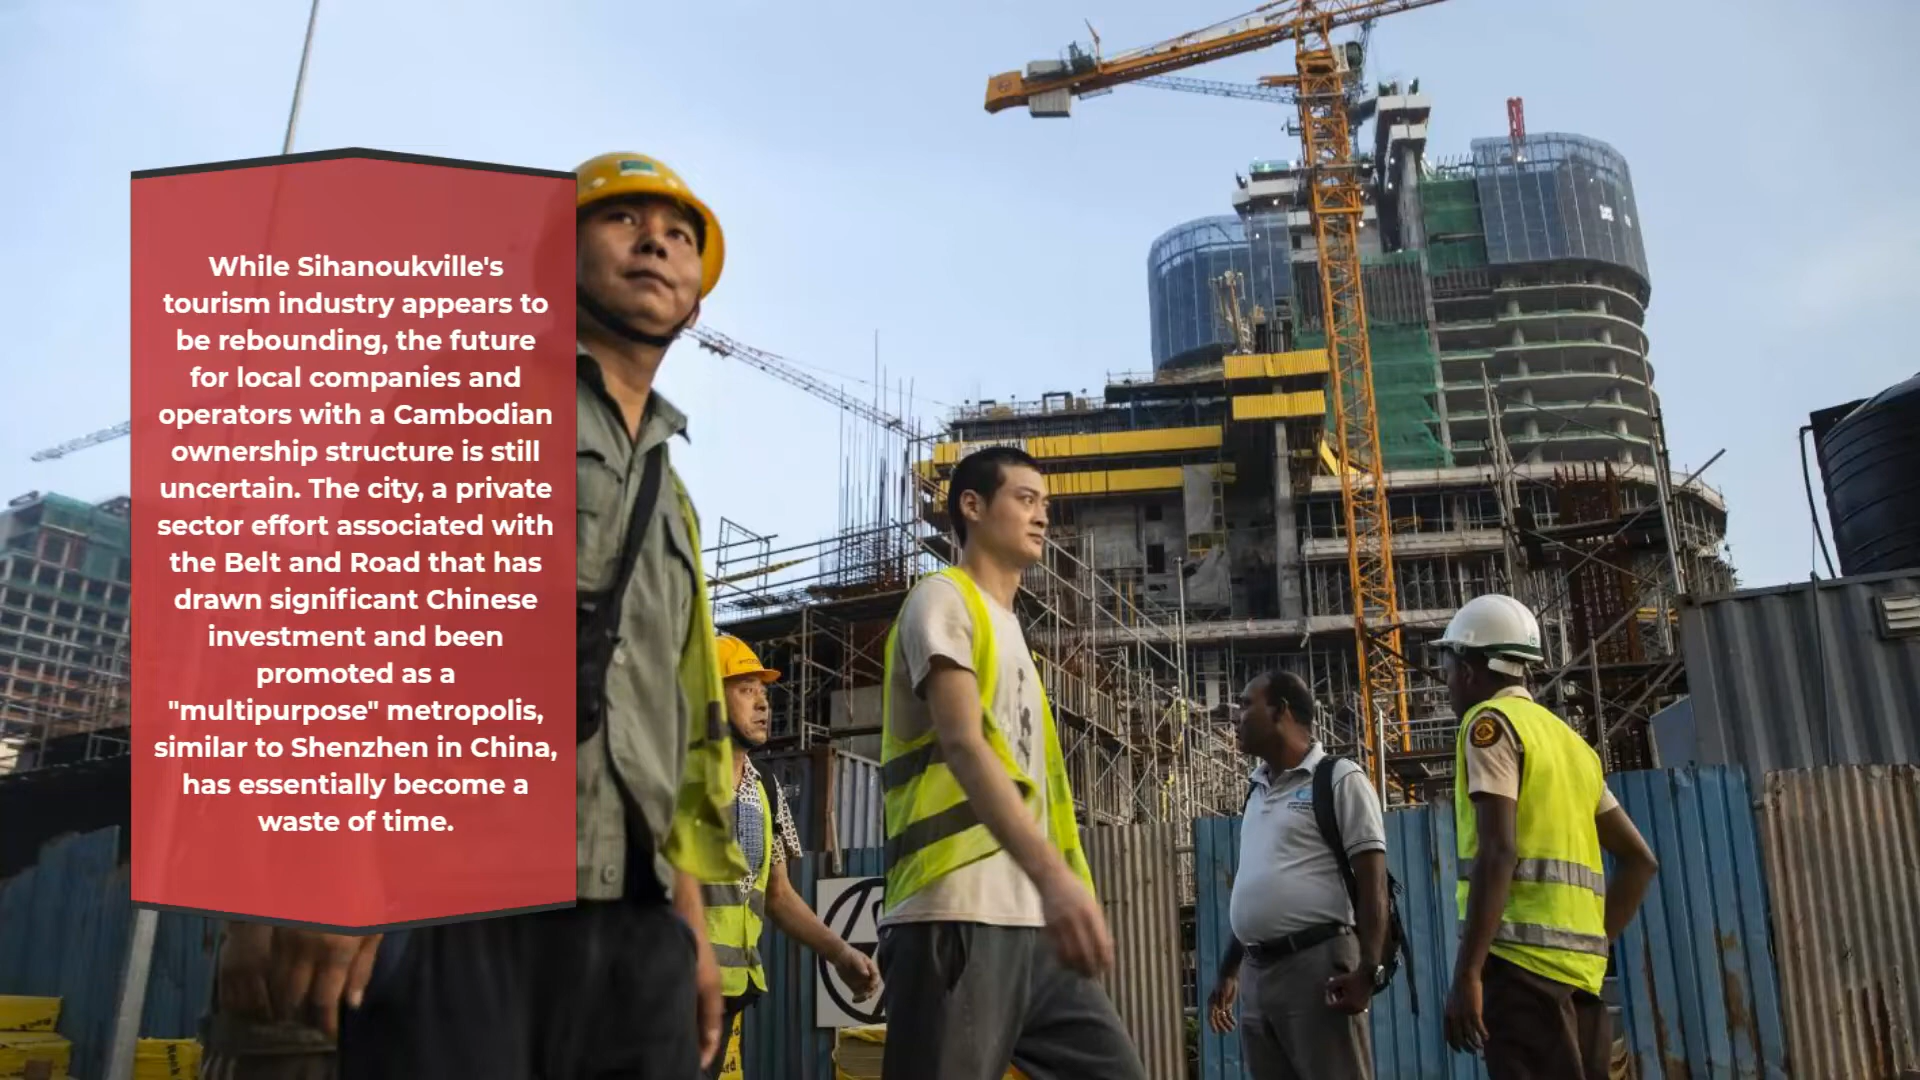 While Sihanoukville's
tourism industry appears to
be rebounding, the future
for local companies and
operators with a Cambodian
ownership structure is still
uncertain. The city, a private
sector effort associated with
the Belt and Road that has
drawn significant Chinese
investment and been
promoted as a
"multipurpose" metropolis,
similar to Shenzhen in China,
has essentially become a
waste of time.